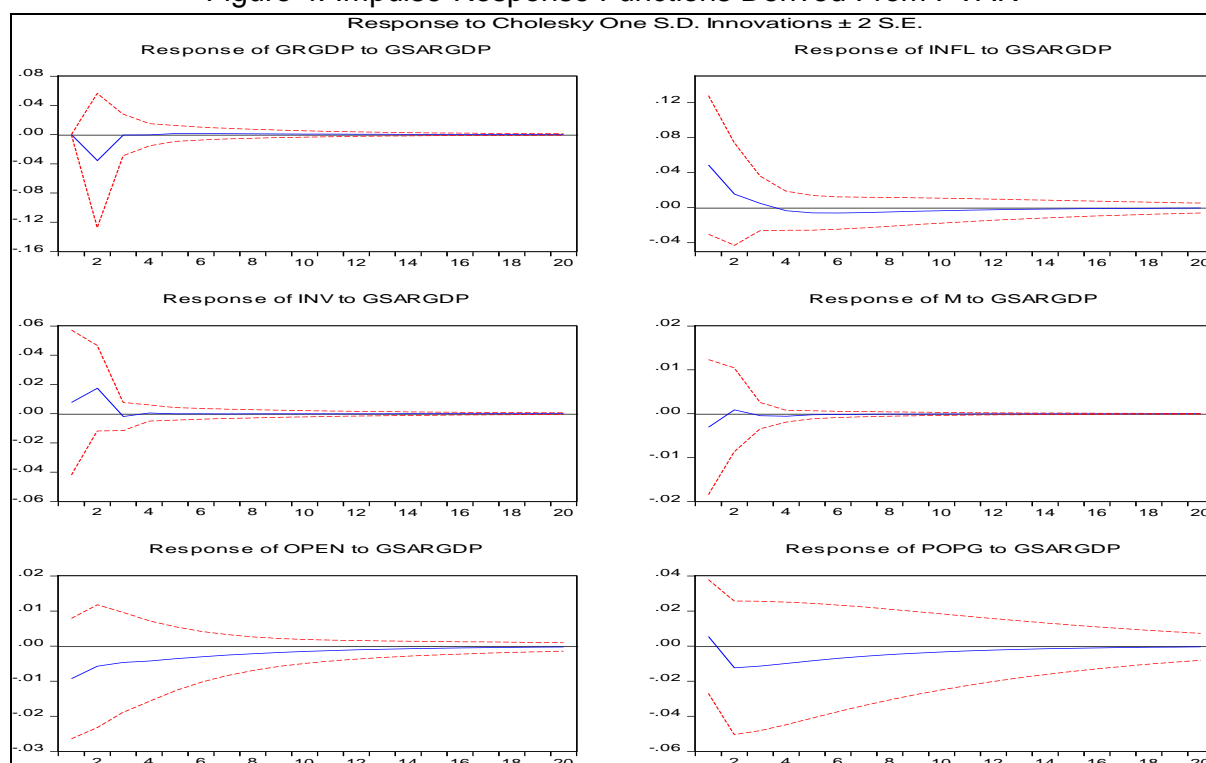 Response to Cholesky One S.D. Innovations ± 2 S.E.
Response of GRGDP to GSARGDP
.08
.04
.00
-.04
-.08
-.12
-.16
2 4 6 8 10 12 14 16 18 20
Response of INFL to GSARGDP
.12
.08
.04
.00
-.04
2 4 6 8 10 12 14 16 18 20
Response of INV to GSARGDP
.06
.04
.02
.00
-.02
-.04
-.06
2 4 6 8 10 12 14 16 18 20
Response of M to GSARGDP
.02
.01
.00
-.01
-.02
2 4 6 8 10 12 14 16 18 20
Response of OPEN to GSARGDP
.02
.01
.00
-.01
-.02
-.03
2 4 6 8 10 12 14 16 18 20
Response of POPG to GSARGDP
.04
.02
.00
-.02
-.04
-.06
2 4 6 8 10 12 14 16 18 20